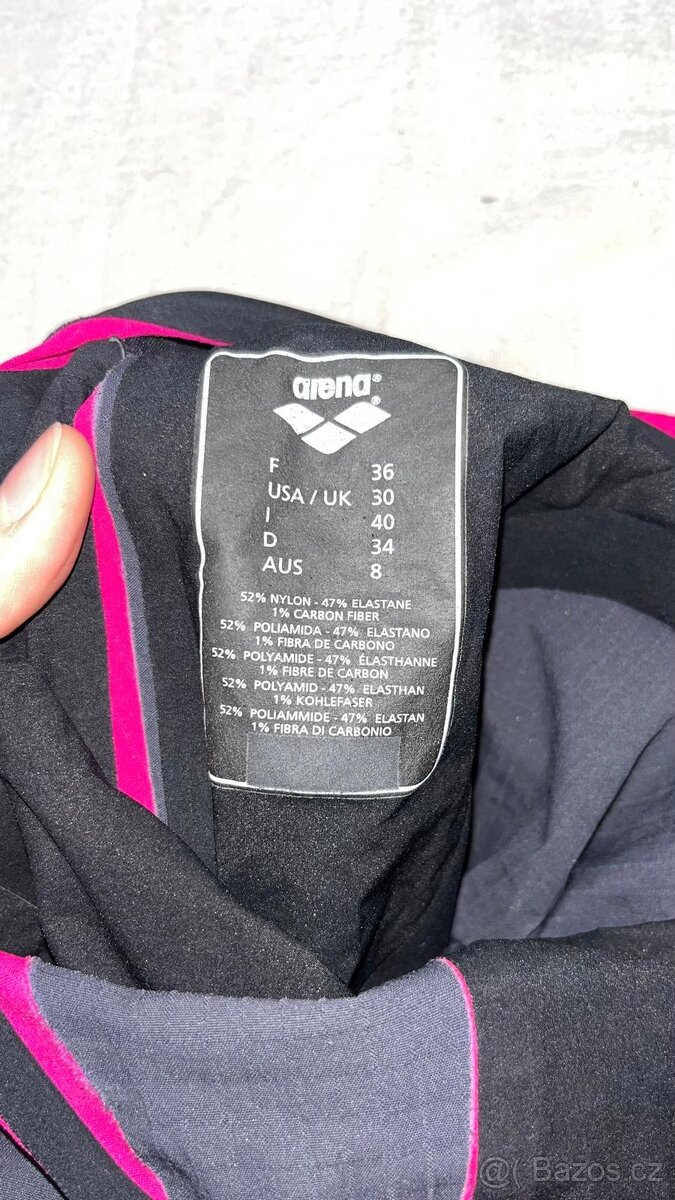 arena®
®
F 36
USA / UK 30
I 40
D 34
AUS 8
52% NYLON - 47% ELASTANE
1% CARBON FIBER
52% POLIAMIDA - 47% ELASTANO
1% FIBRA DE CARBONO
52% POLYAMIDE - 47% ÉLASTHANNE
1% FIBRE DE CARBON
52% POLYAMID - 47% ELASTHAN
1% KOHLEFASER
52% POLIAMMIDE - 47% ELASTAN
1% FIBRA DI CARBONIO
@( Bazos.cz